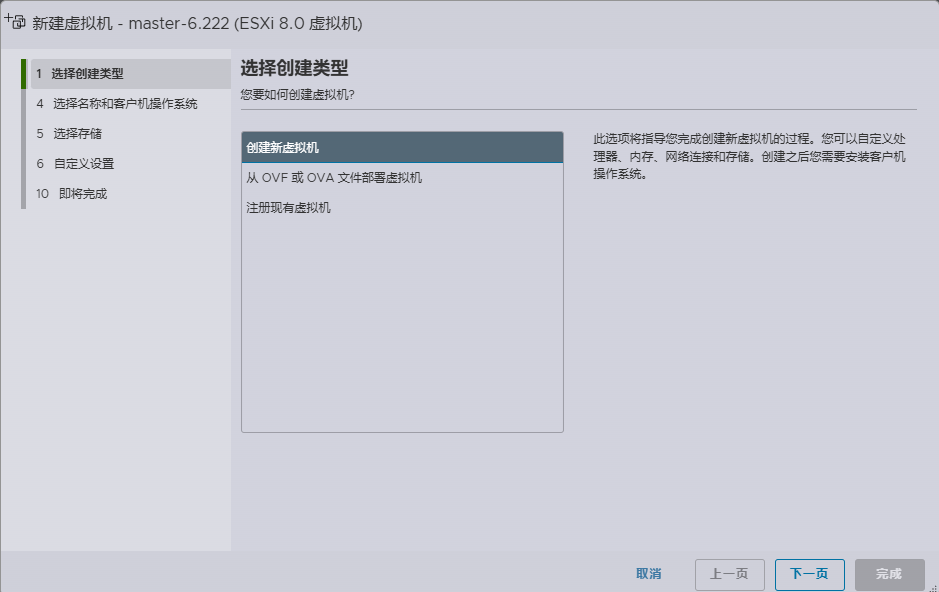 新建虚拟机 - master-6.222 (ESXi 8.0 虚拟机)
1 选择创建类型
4 选择名称和客户机操作系统
5 选择存储
6 自定义设置
10 即将完成
选择创建类型
您要如何创建虚拟机?
创建新虚拟机
从 OVF 或 OVA 文件部署虚拟机
注册现有虚拟机
此选项将指导您完成创建新虚拟机的过程。您可以自定义处
理器、内存、网络连接和存储。创建之后您需要安装客户机
操作系统。
取消
上一页
下一页
完成